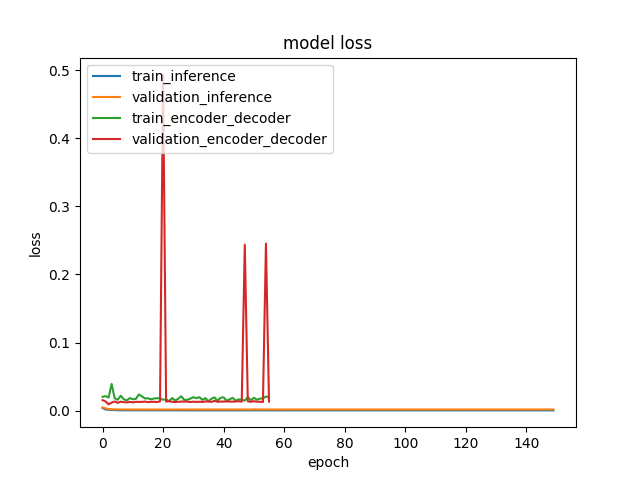 model loss
train_inference
validation_inference
train_encoder_decoder
validation_encoder_decoder
0.5
0.4
0.3
0.2
0.1
0.0
loss
0 20 40 60 80 100 120 140
epoch